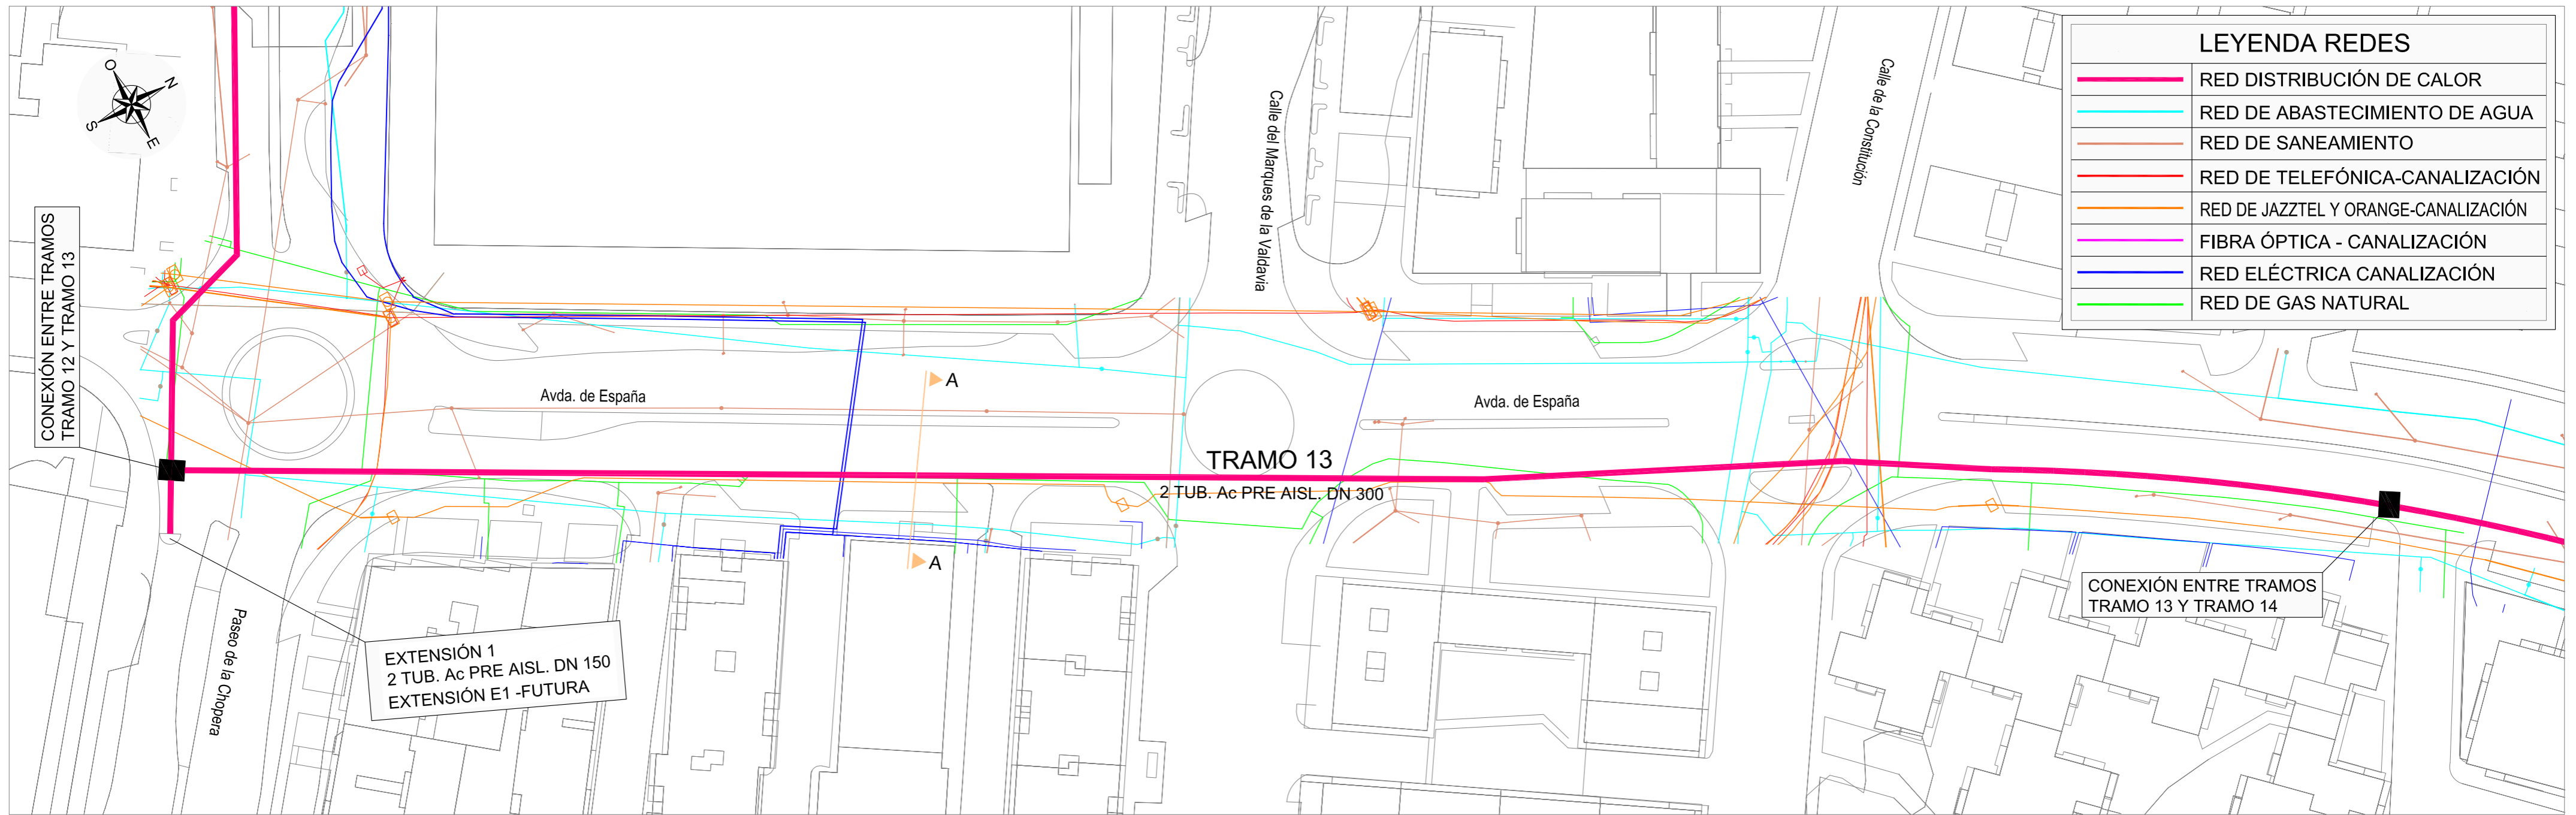 O
N
S
E
CONEXIÓN ENTRE TRAMOS
TRAMO 12 Y TRAMO 13
Avda. de España
A
A
Calle del Marques de la Valdavia
Calle de la Constitución
Avda. de España
TRAMO 13
2 TUB. Ac PRE AISL. DN 300
Paseo de la Chopera
EXTENSIÓN 1
2 TUB. Ac PRE AISL. DN 150
EXTENSIÓN E1 -FUTURA
CONEXIÓN ENTRE TRAMOS
TRAMO 13 Y TRAMO 14
LEYENDA REDES
RED DISTRIBUCIÓN DE CALOR
RED DE ABASTECIMIENTO DE AGUA
RED DE SANEAMIENTO
RED DE TELEFÓNICA-CANALIZACIÓN
RED DE JAZZTEL Y ORANGE-CANALIZACIÓN
FIBRA ÓPTICA - CANALIZACIÓN
RED ELÉCTRICA CANALIZACIÓN
RED DE GAS NATURAL